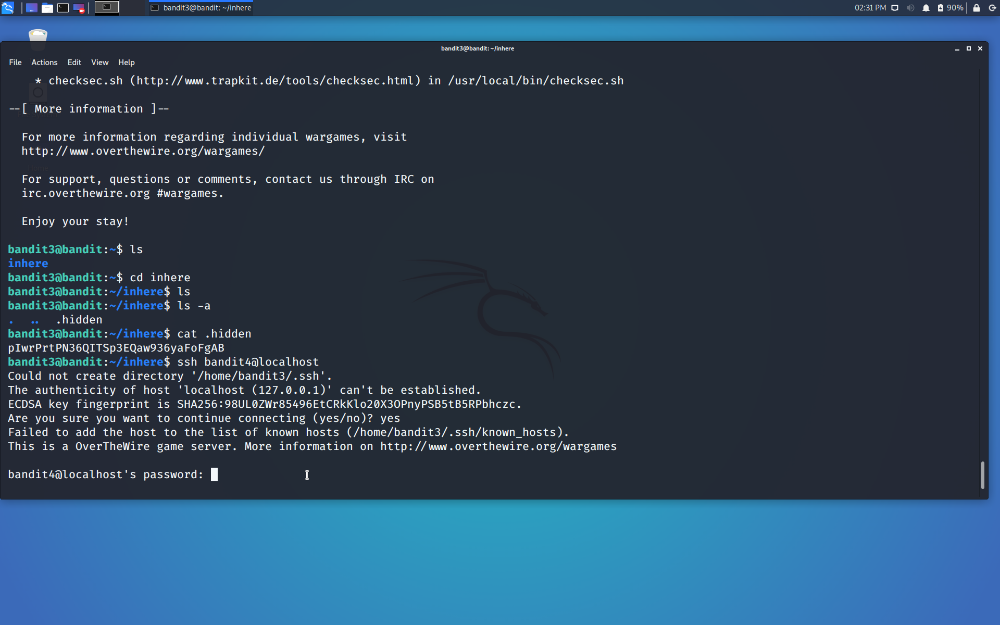 bandit3@bandit: ~/inhere
02:31 PM
90%
bandit3@bandit: ~/inhere
File Actions Edit View Help
* checksec.sh (http://www.trapkit.de/tools/checksec.html) in /usr/local/bin/checksec.sh
--[ More information ]--
For more information regarding individual wargames, visit
http://www.overthewire.org/wargames/
Home
For support, questions or comments, contact us through IRC on
irc.overthewire.org #wargames.
Enjoy your stay!
bandit3@bandit:~$ ls
inhere
bandit3@bandit:~$ cd inhere
bandit3@bandit:~/inhere$ ls
bandit3@bandit:~/inhere$ ls -a
. .. .hidden
bandit3@bandit:~/inhere$ cat .hidden
pIwrPrtPN36QITSp3EQaw936yaFoFgAB
bandit3@bandit:~/inhere$ ssh bandit4@localhost
Could not create directory '/home/bandit3/.ssh'.
The authenticity of host 'localhost (127.0.0.1)' can't be established.
ECDSA key fingerprint is SHA256:98UL0ZWr85496EtCRkKlo20X3OPnyPSB5tB5RPbhczc.
Are you sure you want to continue connecting (yes/no)? yes
Failed to add the host to the list of known hosts (/home/bandit3/.ssh/known_hosts).
This is a OverTheWire game server. More information on http://www.overthewire.org/wargames
bandit4@localhost's password: